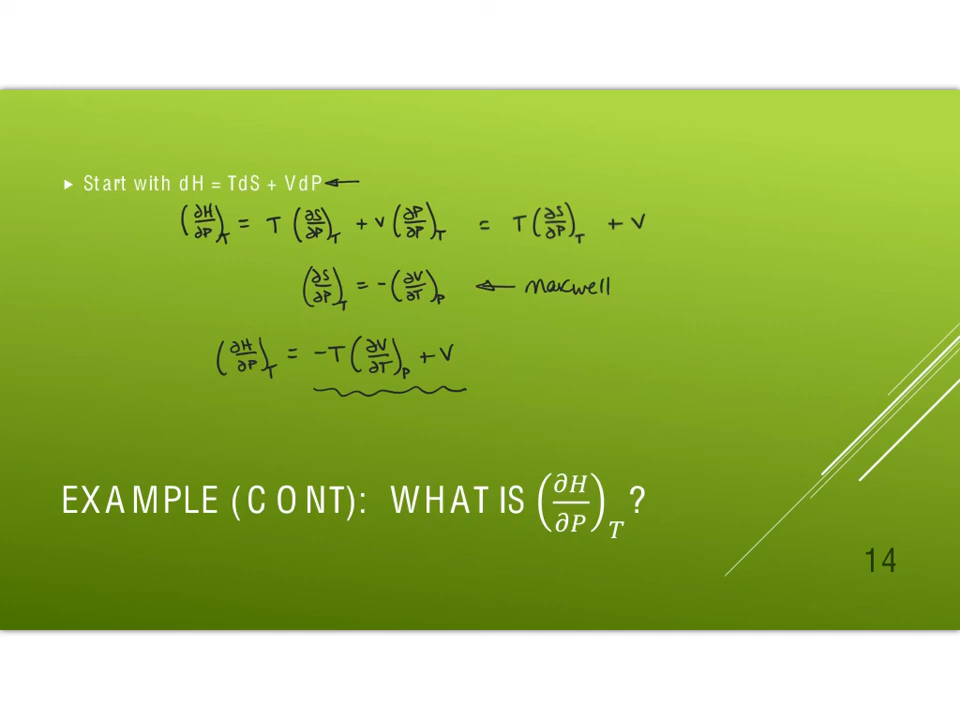 ▸ Start with dH = TdS + VdP ←
(∂H/∂P)_T = T (∂S/∂P)_T + V (∂P/∂P)_T = T (∂S/∂P)_T + V
(∂S/∂P)_T = -(∂V/∂T)_P ← maxwell
(∂H/∂P)_T = -T (∂V/∂T)_P + V
EXAMPLE (CONT): WHAT IS (∂H/∂P)_T ?
14